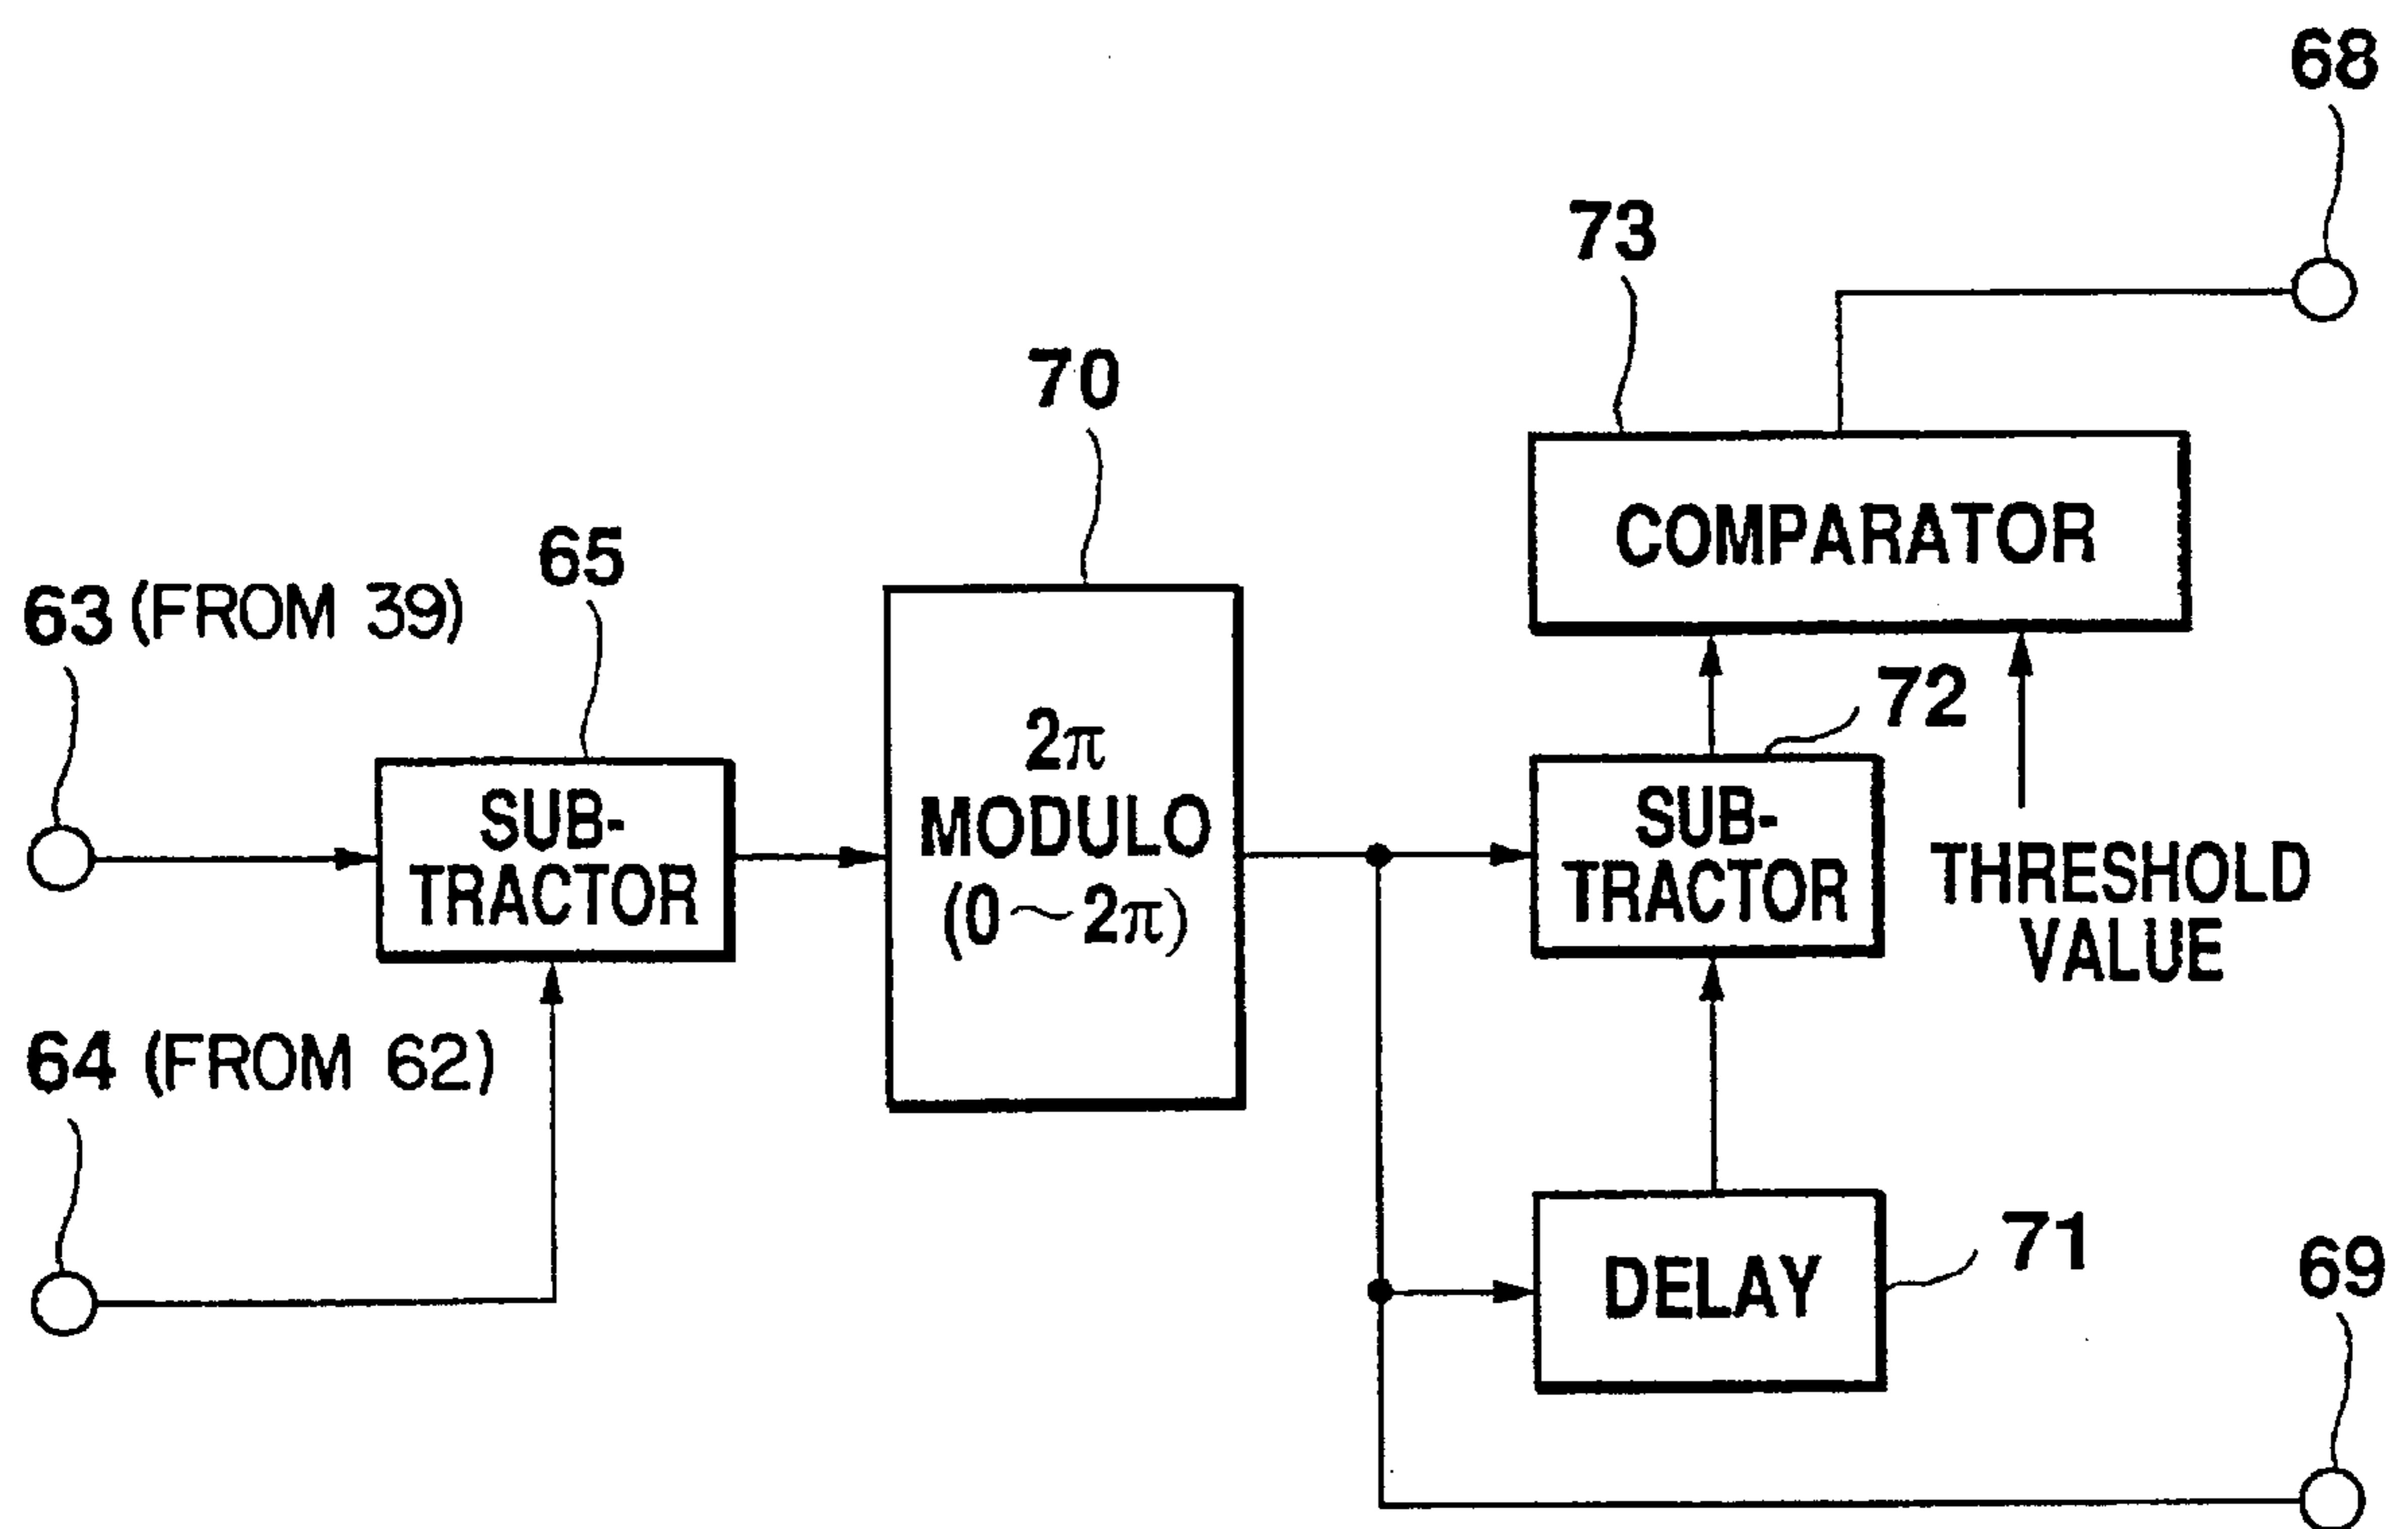 68
73
70
65
63 (FROM 39)
COMPARATOR
72
2π
MODULO
(0～2π)
SUB-
TRACTOR
SUB-
TRACTOR
THRESHOLD
VALUE
64 (FROM 62)
DELAY
71
69